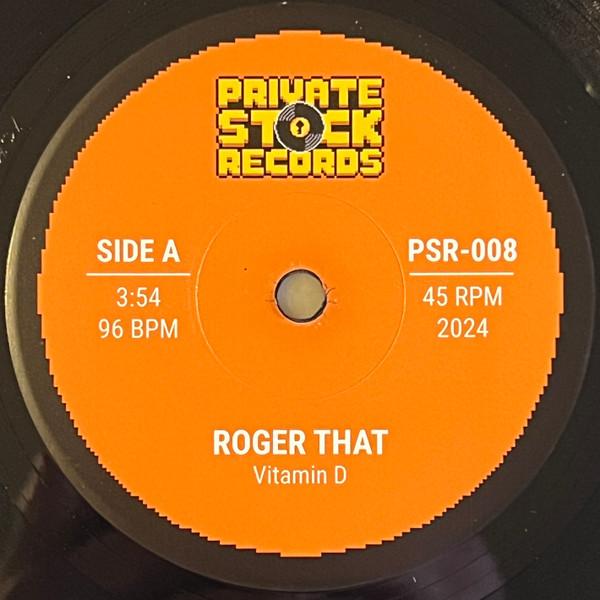 PRIVATE
STOCK
RECORDS
SIDE A
3:54
96 BPM
PSR-008
45 RPM
2024
ROGER THAT
Vitamin D